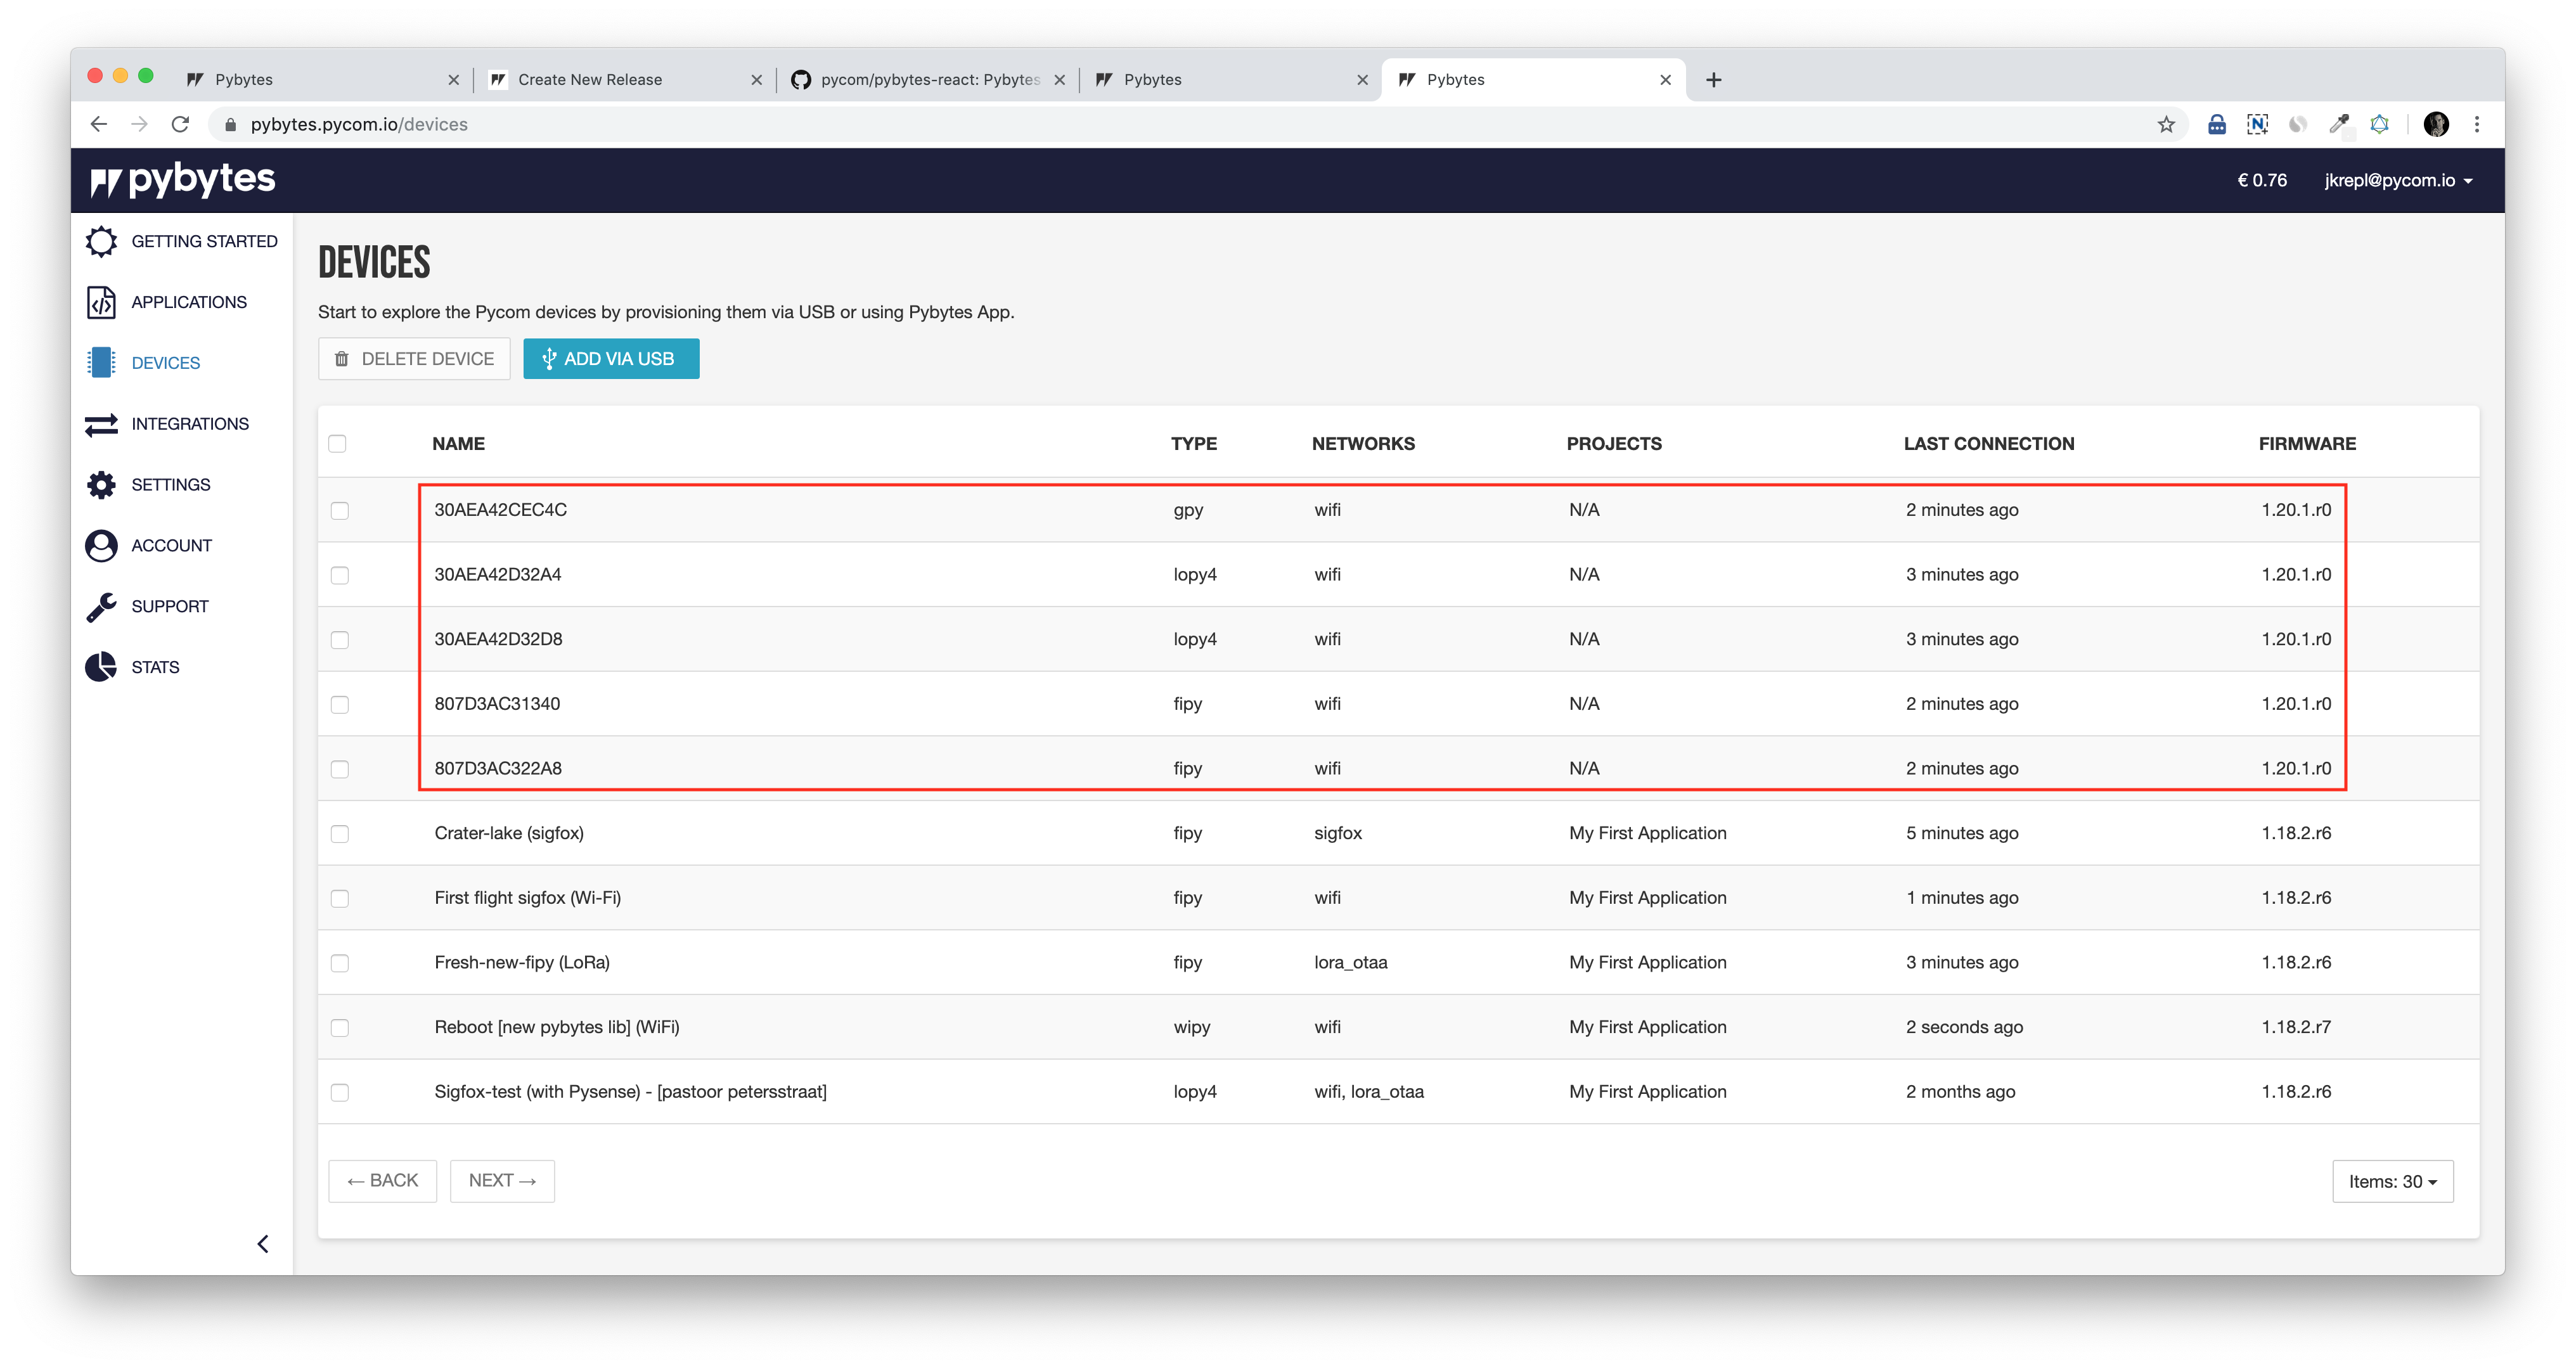 Pybytes
Create New Release
pycom/pybytes-react: Pybytes
Pybytes
Pybytes
pybytes.pycom.io/devices
pybytes
€ 0.76
jkrepl@pycom.io
GETTING STARTED
APPLICATIONS
DEVICES
INTEGRATIONS
SETTINGS
ACCOUNT
SUPPORT
STATS
DEVICES
Start to explore the Pycom devices by provisioning them via USB or using Pybytes App.
DELETE DEVICE
ADD VIA USB
NAME TYPE NETWORKS PROJECTS LAST CONNECTION FIRMWARE
30AEA42CEC4C gpy wifi N/A 2 minutes ago 1.20.1.r0
30AEA42D32A4 lopy4 wifi N/A 3 minutes ago 1.20.1.r0
30AEA42D32D8 lopy4 wifi N/A 3 minutes ago 1.20.1.r0
807D3AC31340 fipy wifi N/A 2 minutes ago 1.20.1.r0
807D3AC322A8 fipy wifi N/A 2 minutes ago 1.20.1.r0
Crater-lake (sigfox) fipy sigfox My First Application 5 minutes ago 1.18.2.r6
First flight sigfox (Wi-Fi) fipy wifi My First Application 1 minutes ago 1.18.2.r6
Fresh-new-fipy (LoRa) fipy lora_otaa My First Application 3 minutes ago 1.18.2.r6
Reboot [new pybytes lib] (WiFi) wipy wifi My First Application 2 seconds ago 1.18.2.r7
Sigfox-test (with Pysense) - [pastoor petersstraat] lopy4 wifi, lora_otaa My First Application 2 months ago 1.18.2.r6
← BACK
NEXT →
Items: 30